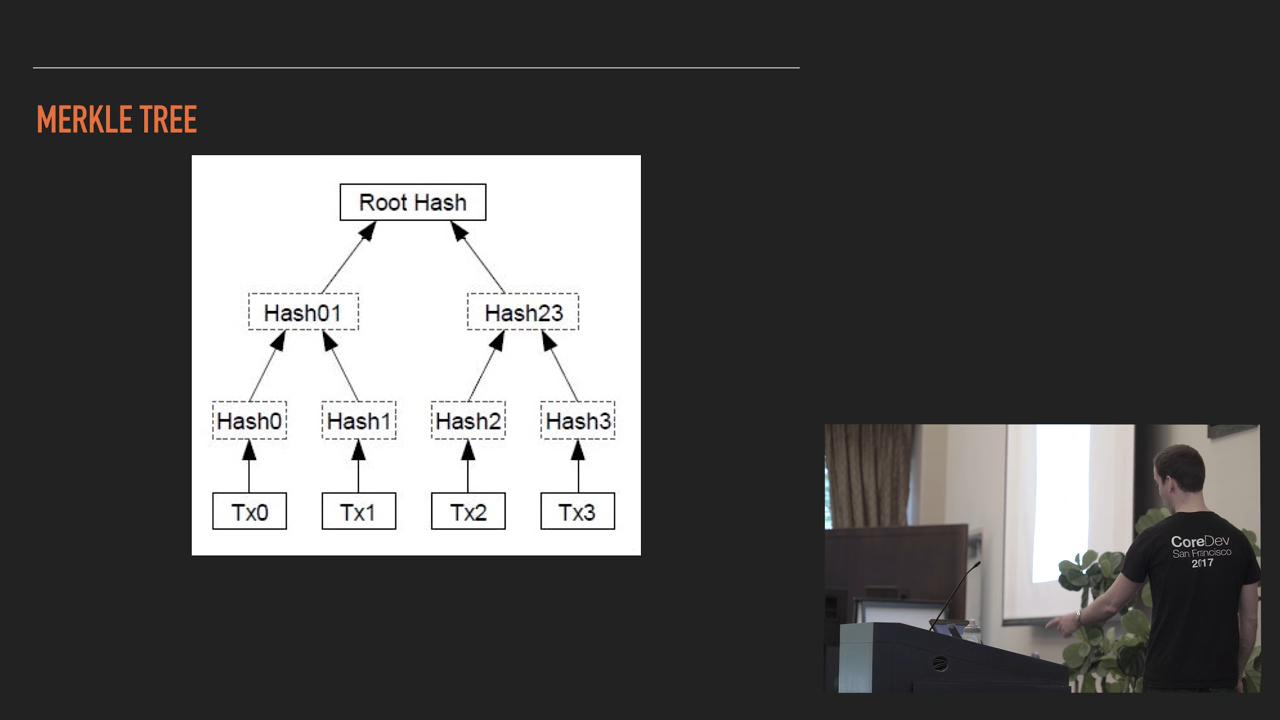 MERKLE TREE
Root Hash
Hash01 Hash23
Hash0 Hash1 Hash2 Hash3
Tx0 Tx1 Tx2 Tx3
CoreDev
San Francisco
2017